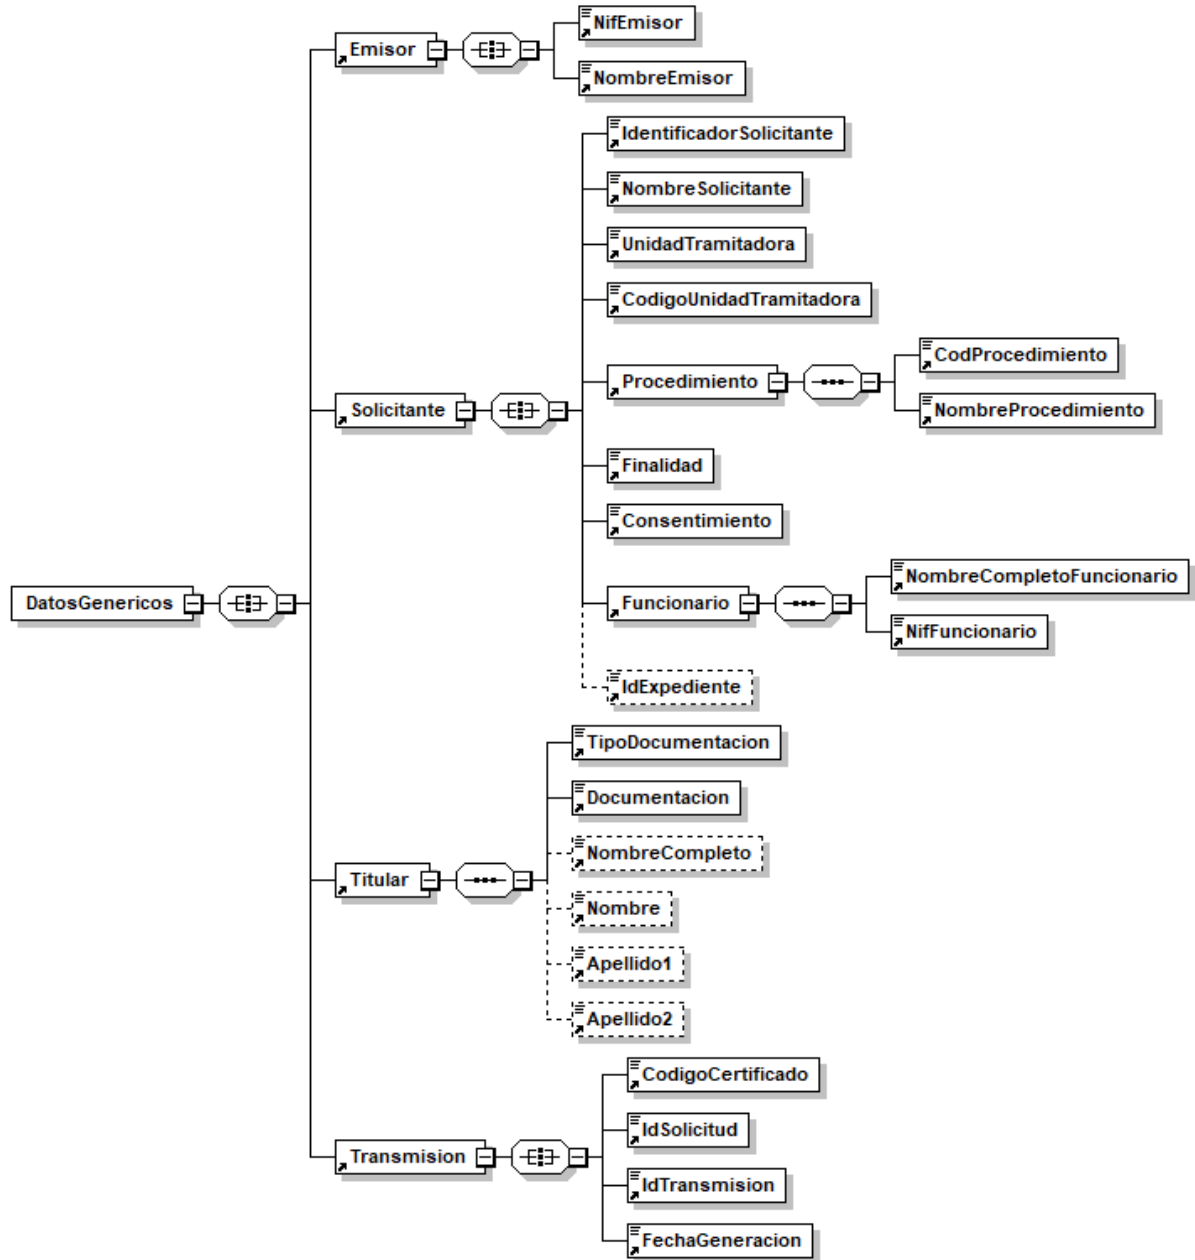 NifEmisor
Emisor
NombreEmisor
IdentificadorSolicitante
NombreSolicitante
UnidadTramitadora
CodigoUnidadTramitadora
CodProcedimiento
Procedimiento
NombreProcedimiento
Solicitante
Finalidad
Consentimiento
NombreCompletoFuncionario
DatosGenericos
Funcionario
NifFuncionario
IdExpediente
TipoDocumentacion
Documentacion
NombreCompleto
Titular
Nombre
Apellido1
Apellido2
CodigoCertificado
IdSolicitud
Transmision
IdTransmision
FechaGeneracion